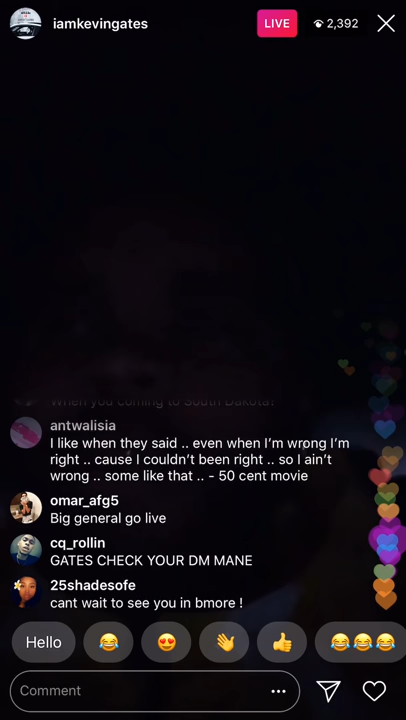 iamkevingates
LIVE
2,392
When you coming to South Dakota?
antwalisia
I like when they said .. even when I'm wrong I'm
right .. cause I couldn't been right .. so I ain't
wrong .. some like that .. - 50 cent movie
omar_afg5
Big general go live
cq_rollin
GATES CHECK YOUR DM MANE
25shadesofe
cant wait to see you in bmore !
Hello
Comment